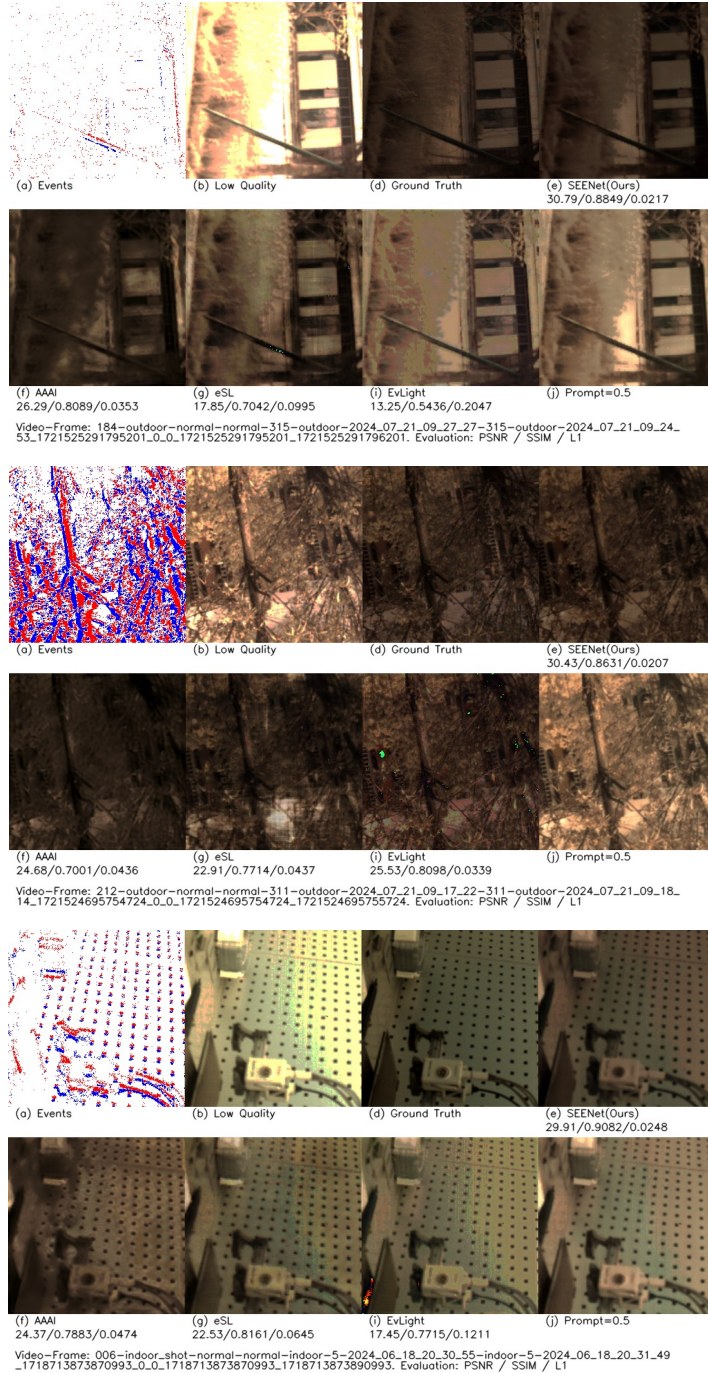 (a) Events
(b) Low Quality
(d) Ground Truth
(e) SEENet(Ours)
30.79/0.8849/0.0217
(f) AAAI
26.29/0.8089/0.0353
(g) eSL
17.85/0.7042/0.0995
(i) EvLight
13.25/0.5436/0.2047
(j) Prompt=0.5
Video-Frame: 184-outdoor-normal-normal-315-outdoor-2024_07_21_09_27_27-315-outdoor-2024_07_21_09_24_
53_1721525291795201_0_0_1721525291795201_1721525291796201. Evaluation: PSNR / SSIM / L1
(a) Events
(b) Low Quality
(d) Ground Truth
(e) SEENet(Ours)
30.43/0.8631/0.0207
(f) AAAI
24.68/0.7001/0.0436
(g) eSL
22.91/0.7714/0.0437
(i) EvLight
25.53/0.8098/0.0339
(j) Prompt=0.5
Video-Frame: 212-outdoor-normal-normal-311-outdoor-2024_07_21_09_17_22-311-outdoor-2024_07_21_09_18_
14_1721524695754724_0_0_1721524695754724_1721524695755724. Evaluation: PSNR / SSIM / L1
(a) Events
(b) Low Quality
(d) Ground Truth
(e) SEENet(Ours)
29.91/0.9082/0.0248
(f) AAAI
24.37/0.7883/0.0474
(g) eSL
22.53/0.8161/0.0645
(i) EvLight
17.45/0.7715/0.1211
(j) Prompt=0.5
Video-Frame: 006-indoor_shot-normal-normal-indoor-5-2024_06_18_20_30_55-indoor-5-2024_06_18_20_31_49
_1718713873870993_0_0_1718713873870993_1718713873890993. Evaluation: PSNR / SSIM / L1